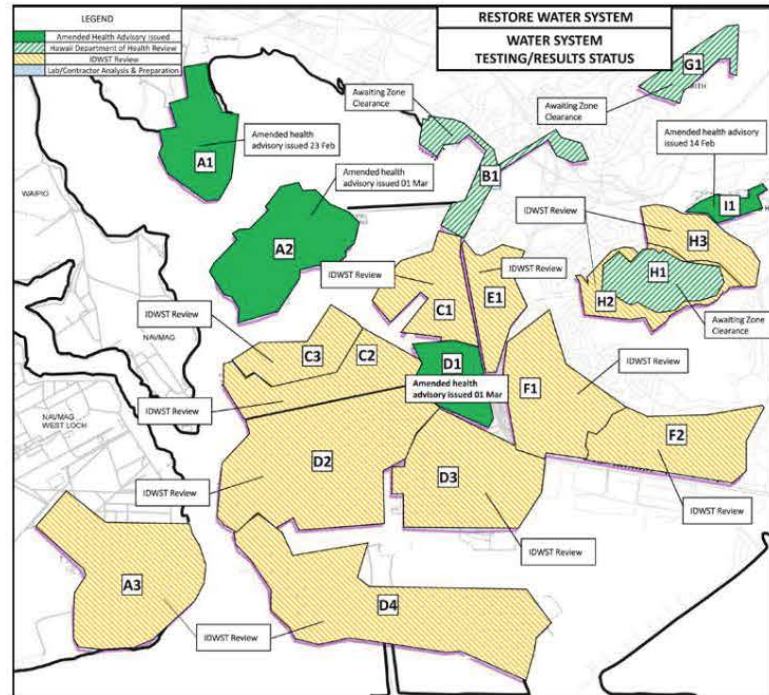 LEGEND
Amended Health Advisory Issued
Hawaii Department of Health Review
IDWST Review
Lab/Contractor Analysis & Preparation
RESTORE WATER SYSTEM
WATER SYSTEM
TESTING/RESULTS STATUS
G1
Awaiting Zone
Clearance
Awaiting Zone
Clearance
Amended health
advisory issued 23 Feb
A1
Amended health advisory
issued 14 Feb
B1
Amended health
advisory issued 01 Mar
WAIPIO
I1
IDWST Review
H3
A2
IDWST Review
IDWST Review
H1
E1
C1
H2
IDWST Review
Awaiting Zone
Clearance
NAVMAG
C3
C2
D1
IDWST Review
Amended health
advisory issued 01 Mar
F1
IDWST Review
NAVMAG
WEST LOCH
F2
D2
D3
IDWST Review
IDWST Review
IDWST Review
A3
D4
IDWST Review